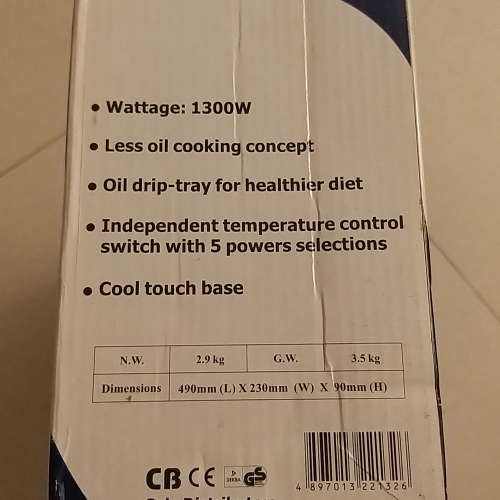 • Wattage: 1300W
• Less oil cooking concept
• Oil drip-tray for healthier diet
• Independent temperature control
switch with 5 powers selections
• Cool touch base
N.W. 2.9 kg G.W. 3.5 kg
Dimensions 490mm (L) X 230mm (W) X 90mm (H)
CB CE GS
4 897013 221326